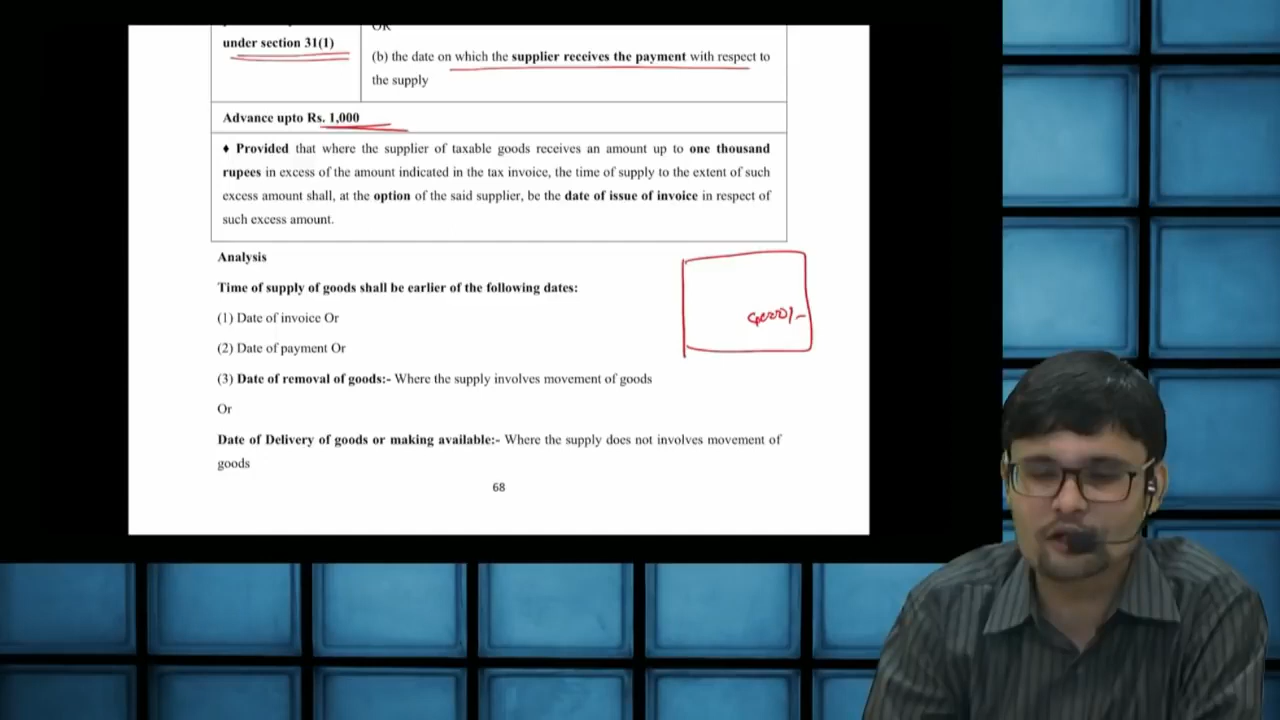 under section 31(1)
OR
(b) the date on which the supplier receives the payment with respect to
the supply
Advance upto Rs. 1,000
♦ Provided that where the supplier of taxable goods receives an amount up to one thousand
rupees in excess of the amount indicated in the tax invoice, the time of supply to the extent of such
excess amount shall, at the option of the said supplier, be the date of issue of invoice in respect of
such excess amount.
Analysis
Time of supply of goods shall be earlier of the following dates:
(1) Date of invoice Or
(2) Date of payment Or
(3) Date of removal of goods:- Where the supply involves movement of goods
Or
Date of Delivery of goods or making available:- Where the supply does not involves movement of
goods
68